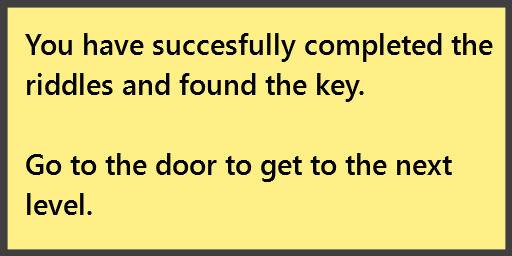 You have succesfully completed the
riddles and found the key.
Go to the door to get to the next
level.